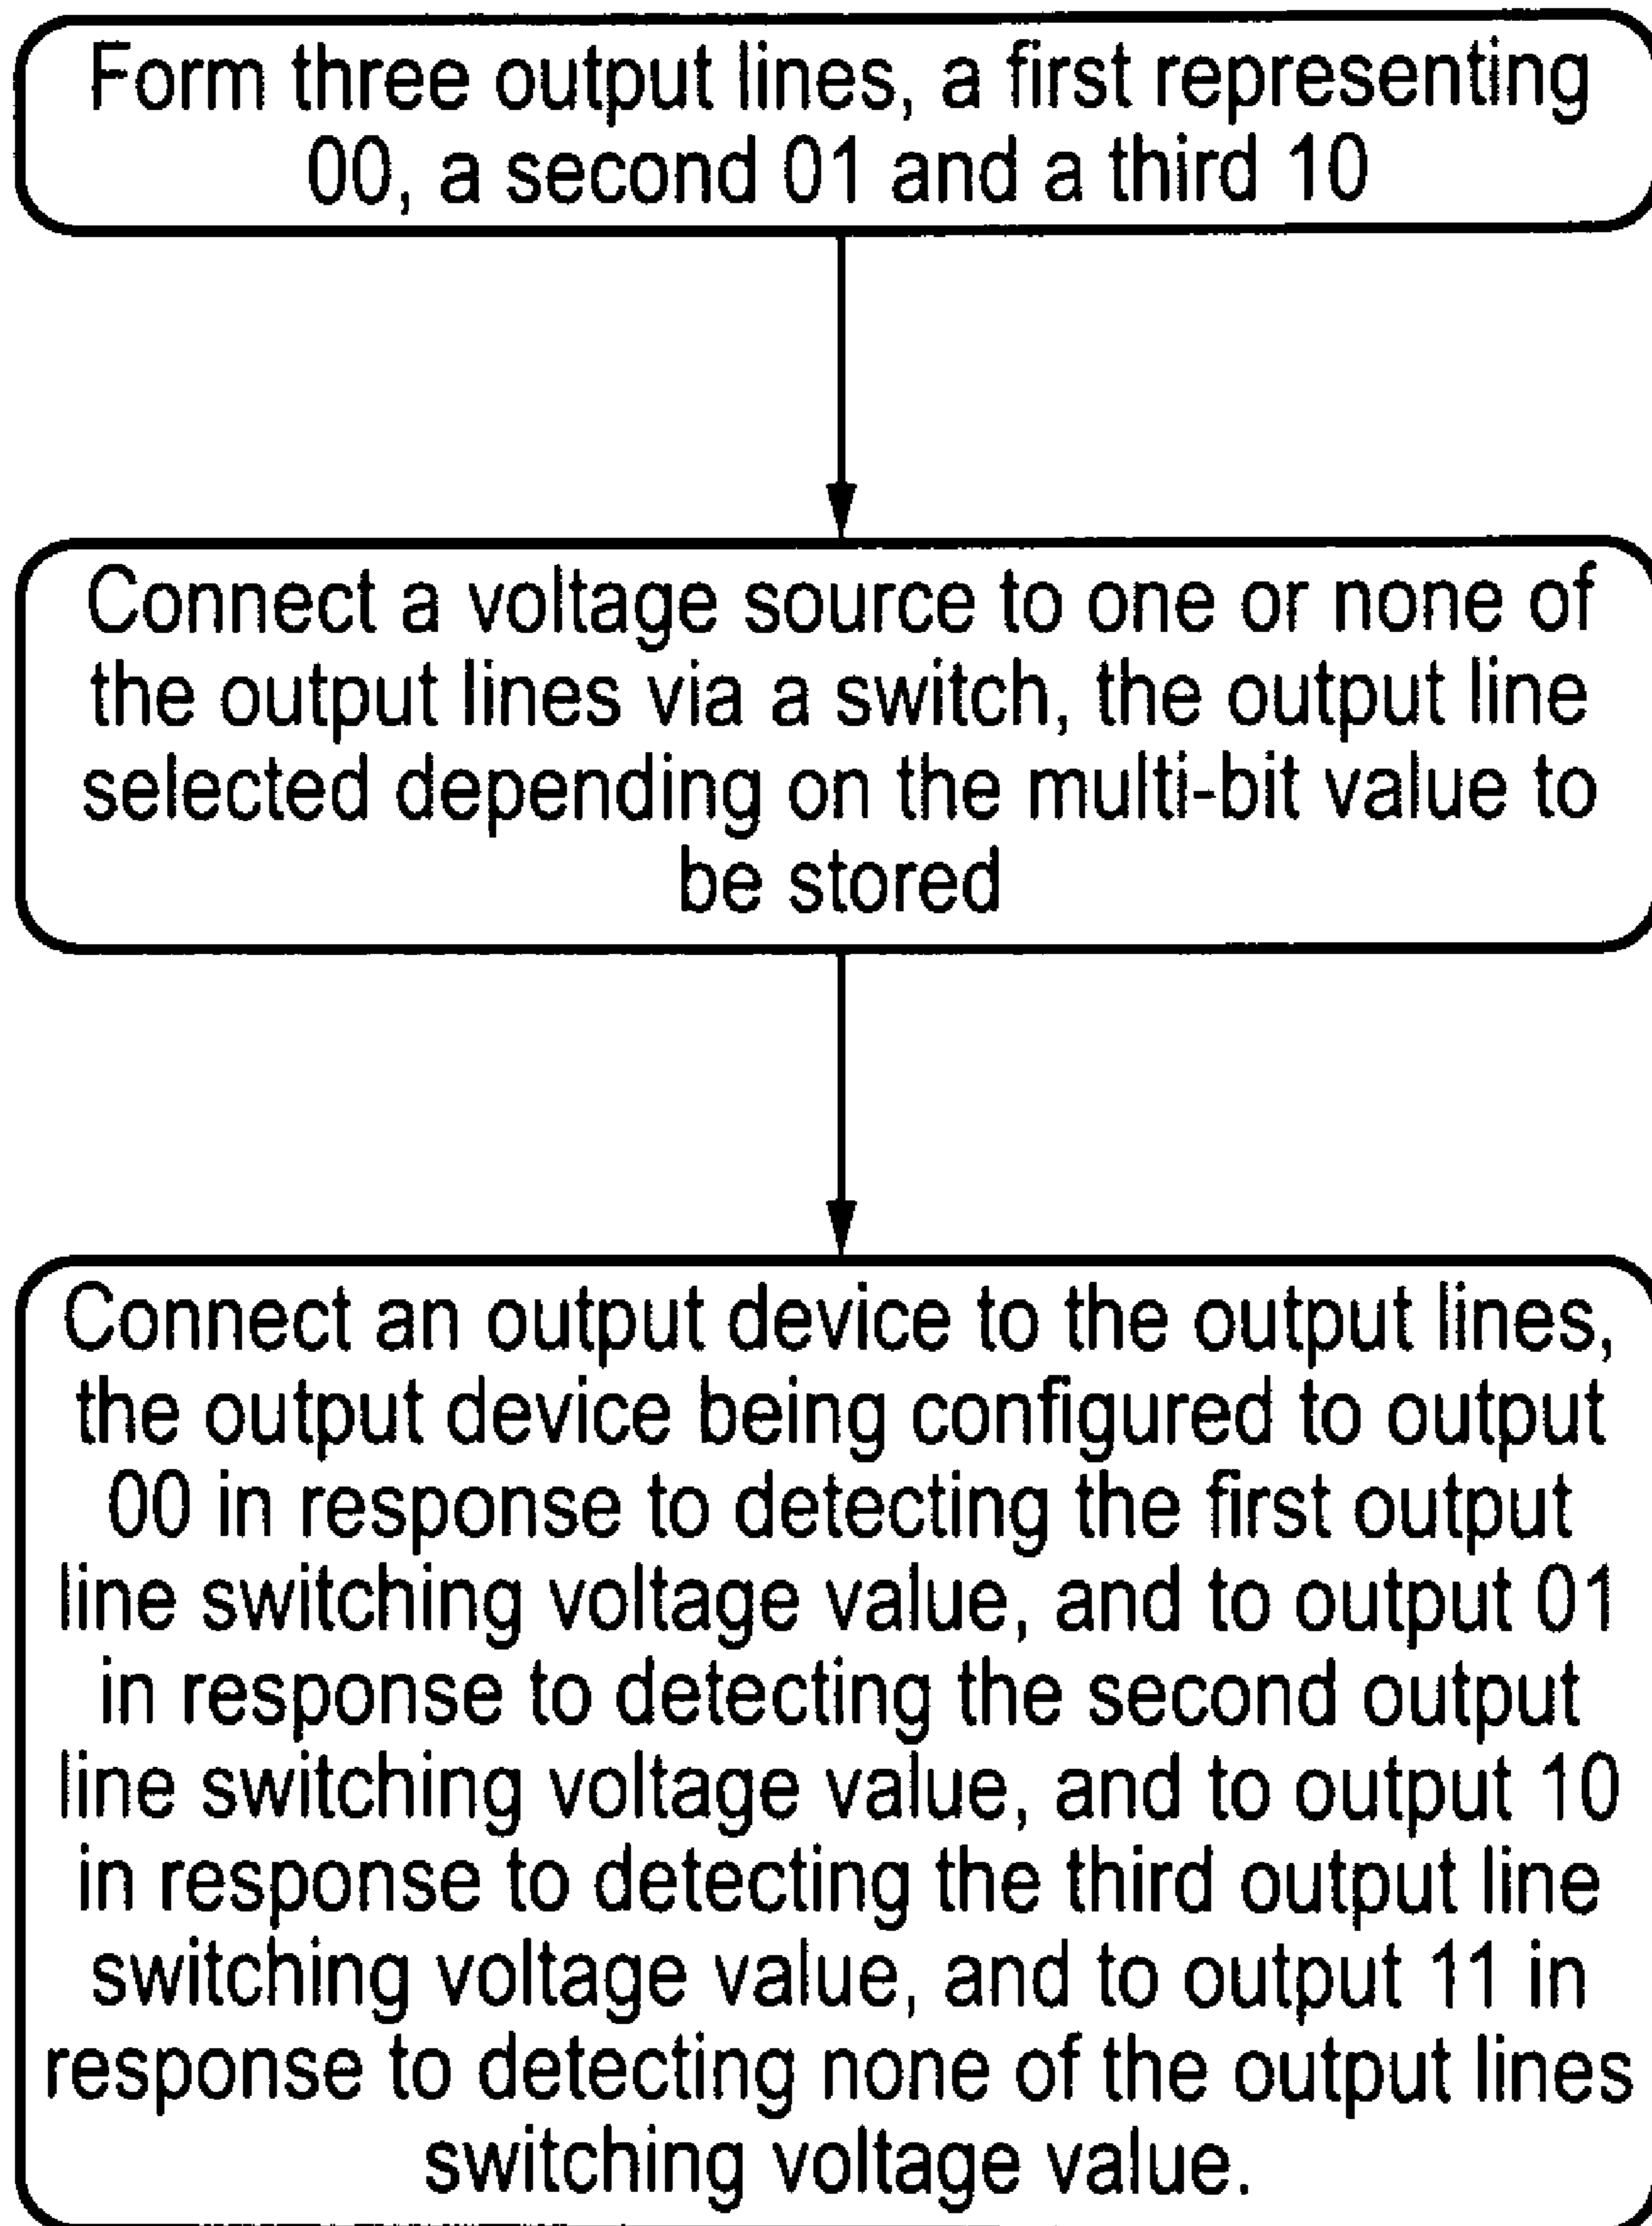 Form three output lines, a first representing
00, a second 01 and a third 10
Connect a voltage source to one or none of
the output lines via a switch, the output line
selected depending on the multi-bit value to
be stored
Connect an output device to the output lines,
the output device being configured to output
00 in response to detecting the first output
line switching voltage value, and to output 01
in response to detecting the second output
line switching voltage value, and to output 10
in response to detecting the third output line
switching voltage value, and to output 11 in
response to detecting none of the output lines
switching voltage value.